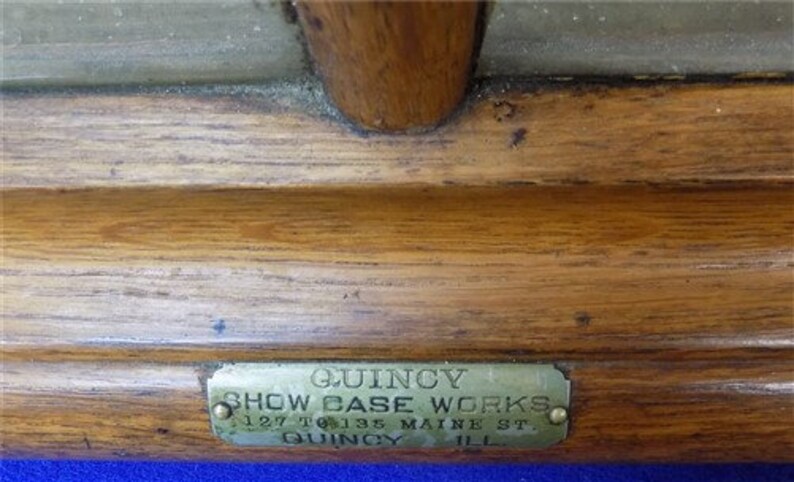 QUINCY
SHOW CASE WORKS
127 TO 135 MAINE ST.
QUINCY ILL